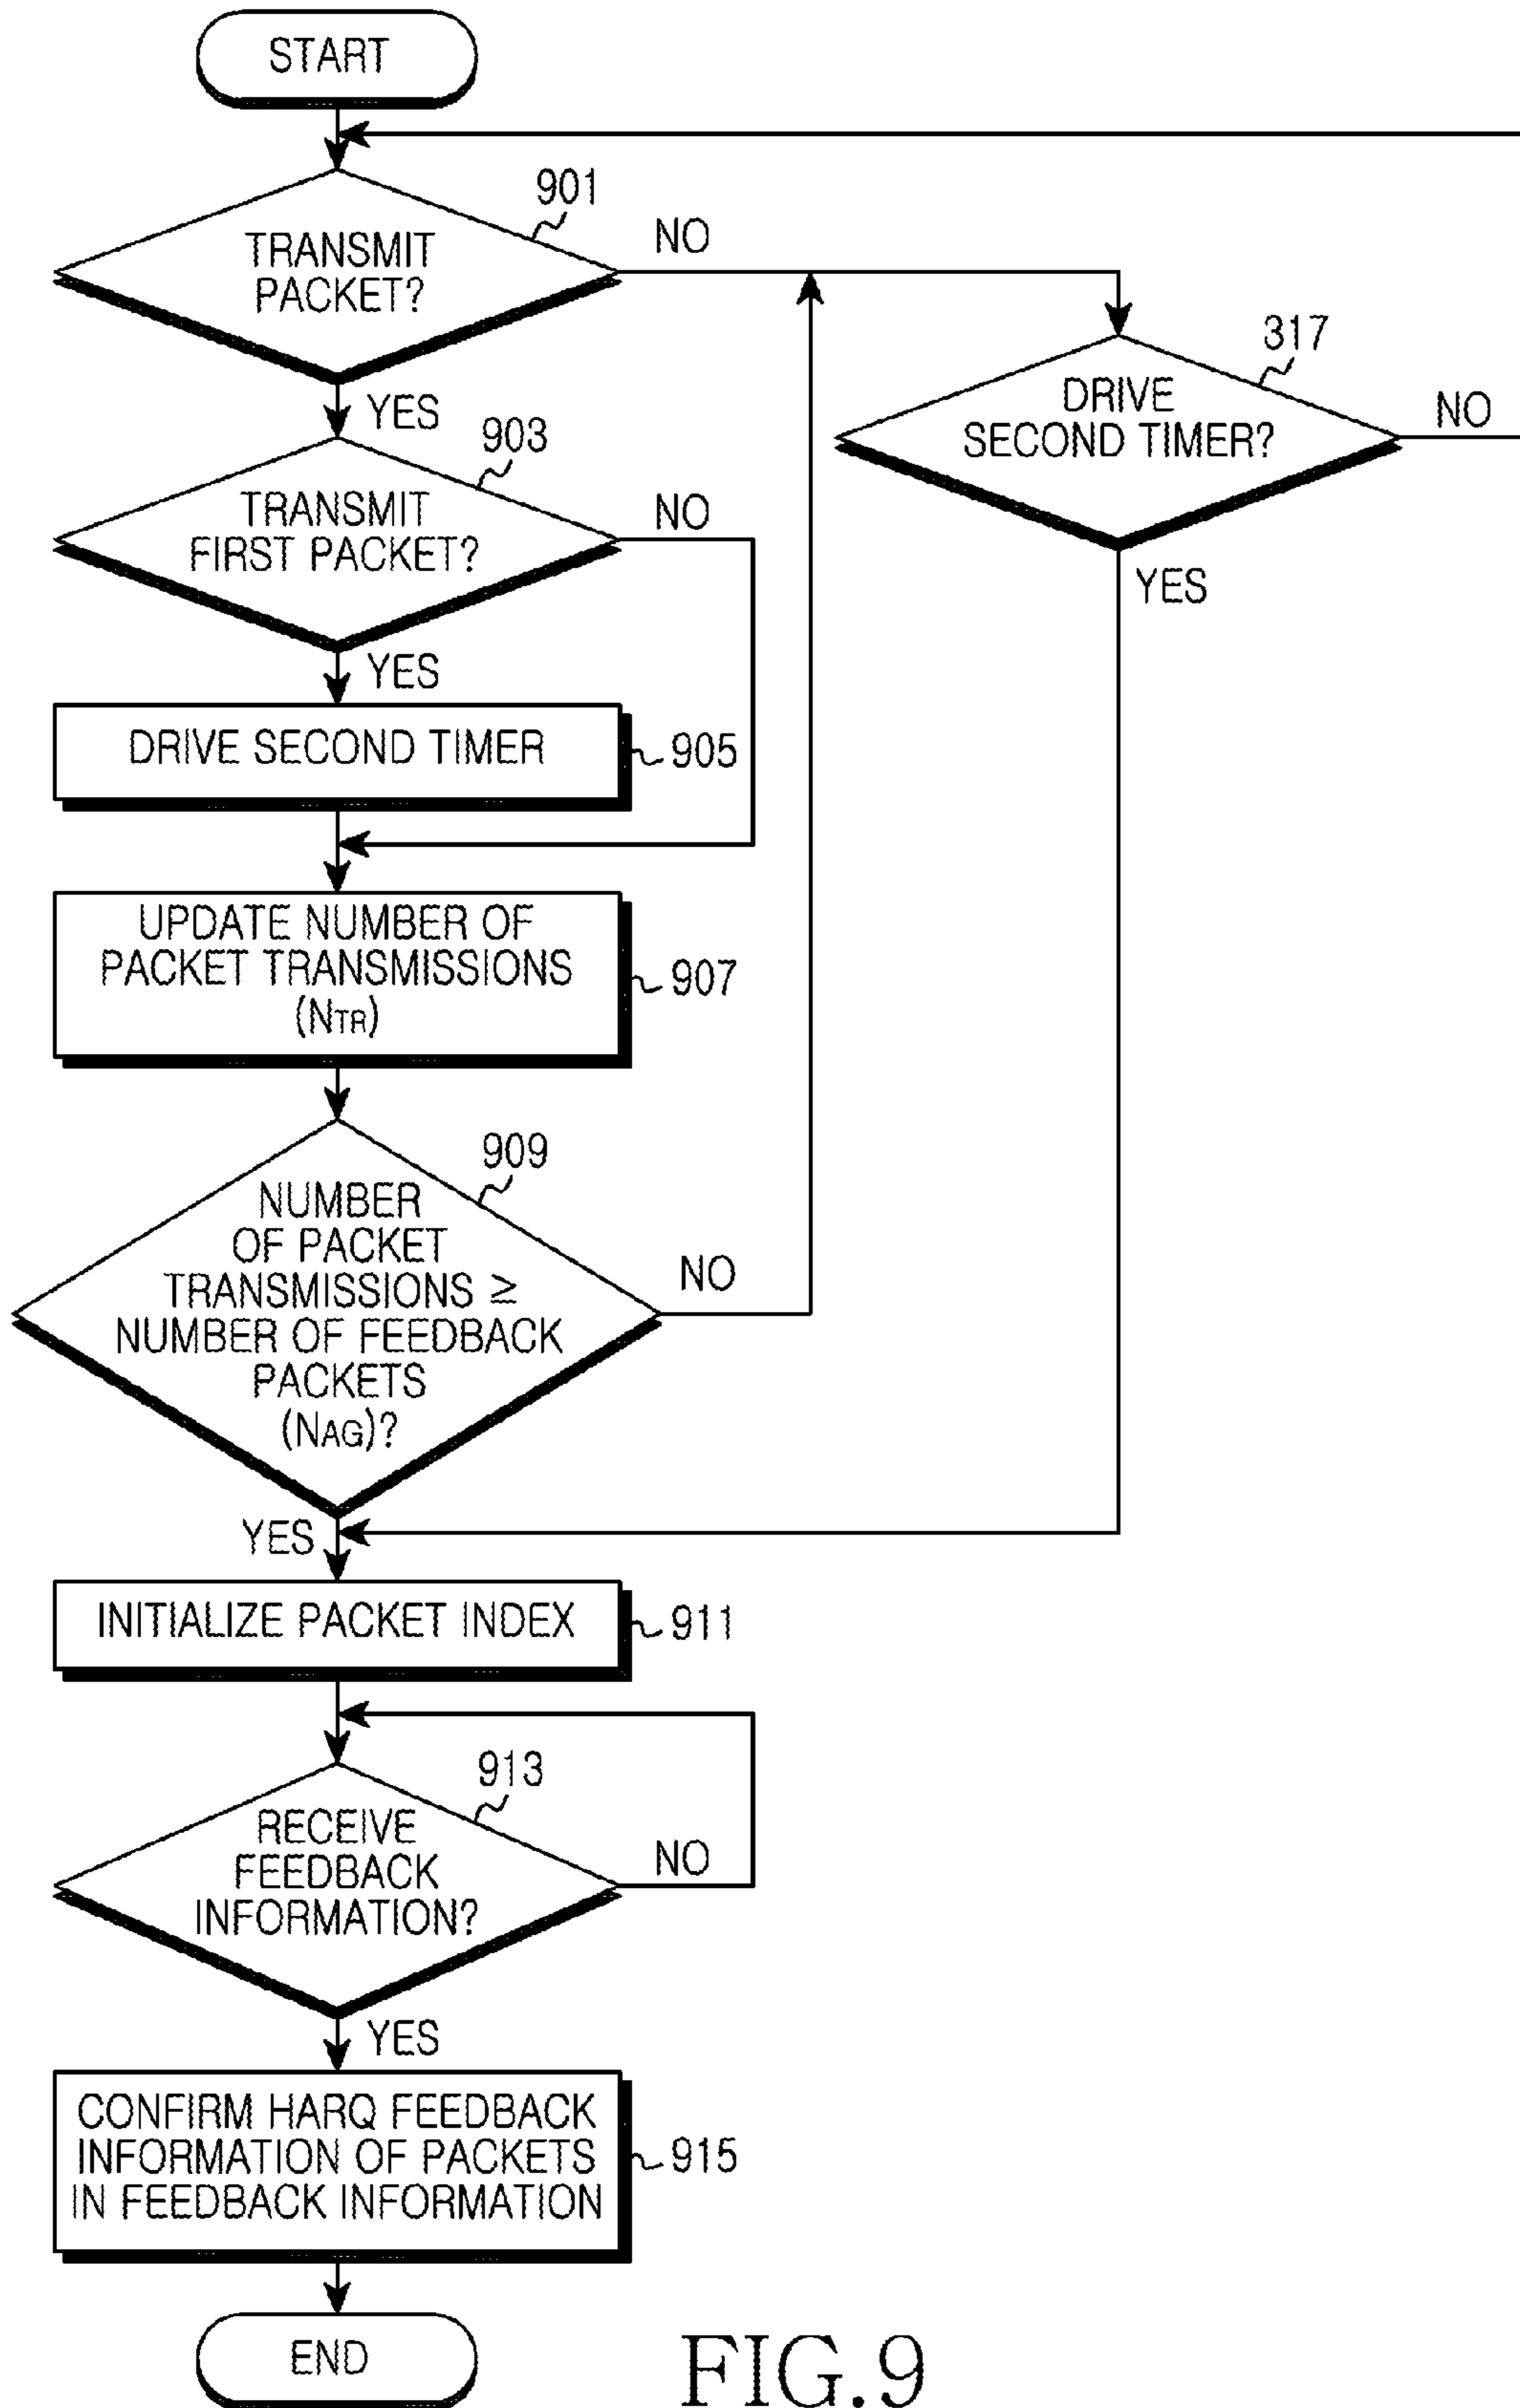 START
901
TRANSMIT
PACKET?
NO
YES
317
DRIVE
SECOND TIMER?
NO
YES
903
TRANSMIT
FIRST PACKET?
NO
YES
DRIVE SECOND TIMER
905
UPDATE NUMBER OF
PACKET TRANSMISSIONS
(NTR)
907
909
NUMBER
OF PACKET
TRANSMISSIONS ≥
NUMBER OF FEEDBACK
PACKETS
(NAG)?
NO
YES
INITIALIZE PACKET INDEX
911
913
RECEIVE
FEEDBACK
INFORMATION?
NO
YES
CONFIRM HARQ FEEDBACK
INFORMATION OF PACKETS
IN FEEDBACK INFORMATION
915
END
FIG.9